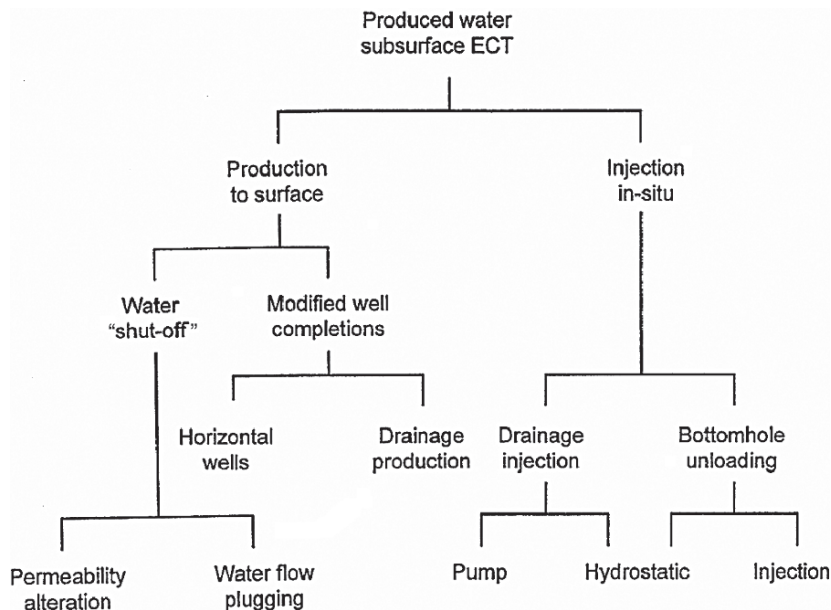 Produced water
subsurface ECT
Production
to surface
Injection
in-situ
Water
“shut-off”
Modified well
completions
Horizontal
wells
Drainage
production
Drainage
injection
Bottomhole
unloading
Permeability
alteration
Water flow
plugging
Pump
Hydrostatic
Injection